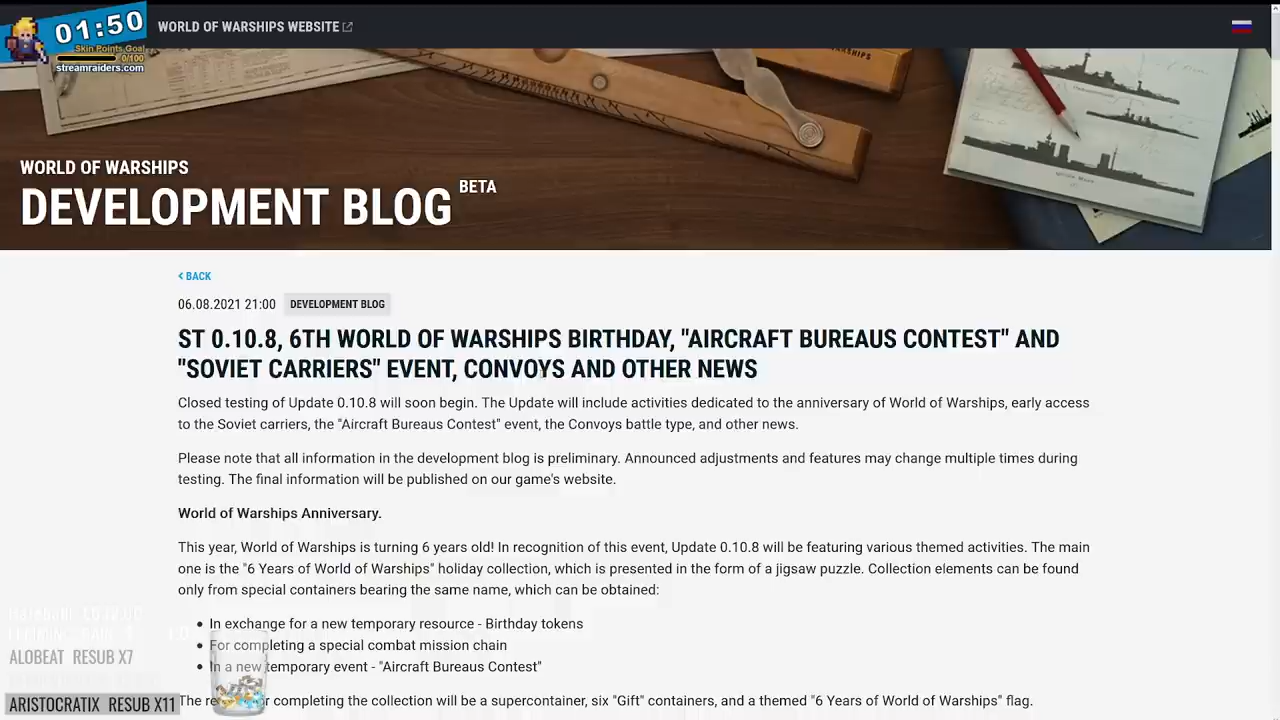 01:50
WORLD OF WARSHIPS WEBSITE
Skin Points Goal
0/100
streamraiders.com
WORLD OF WARSHIPS
DEVELOPMENT BLOG BETA
BACK
06.08.2021 21:00 DEVELOPMENT BLOG
ST 0.10.8, 6TH WORLD OF WARSHIPS BIRTHDAY, "AIRCRAFT BUREAUS CONTEST" AND
"SOVIET CARRIERS" EVENT, CONVOYS AND OTHER NEWS
Closed testing of Update 0.10.8 will soon begin. The Update will include activities dedicated to the anniversary of World of Warships, early access
to the Soviet carriers, the "Aircraft Bureaus Contest" event, the Convoys battle type, and other news.
Please note that all information in the development blog is preliminary. Announced adjustments and features may change multiple times during
testing. The final information will be published on our game's website.
World of Warships Anniversary.
This year, World of Warships is turning 6 years old! In recognition of this event, Update 0.10.8 will be featuring various themed activities. The main
one is the "6 Years of World of Warships" holiday collection, which is presented in the form of a jigsaw puzzle. Collection elements can be found
only from special containers bearing the same name, which can be obtained:
• In exchange for a new temporary resource - Birthday tokens
• For completing a special combat mission chain
• In a new temporary event - "Aircraft Bureaus Contest"
ALOBEAT RESUB X7
ARISTOCRATIX RESUB X11
The completing the collection will be a supercontainer, six "Gift" containers, and a themed "6 Years of World of Warships" flag.